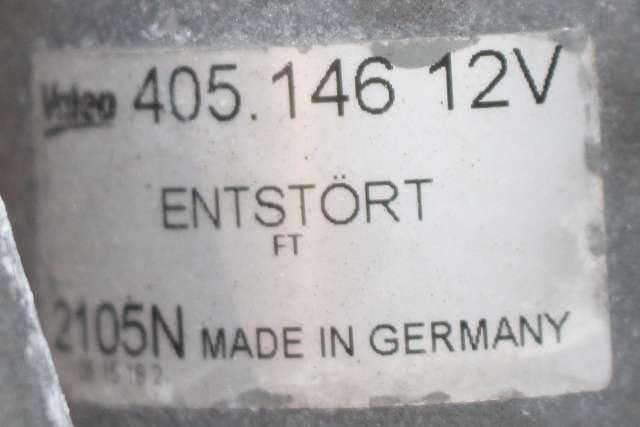 Valeo 405.146 12V
ENTSTÖRT
FT
2105N MADE IN GERMANY